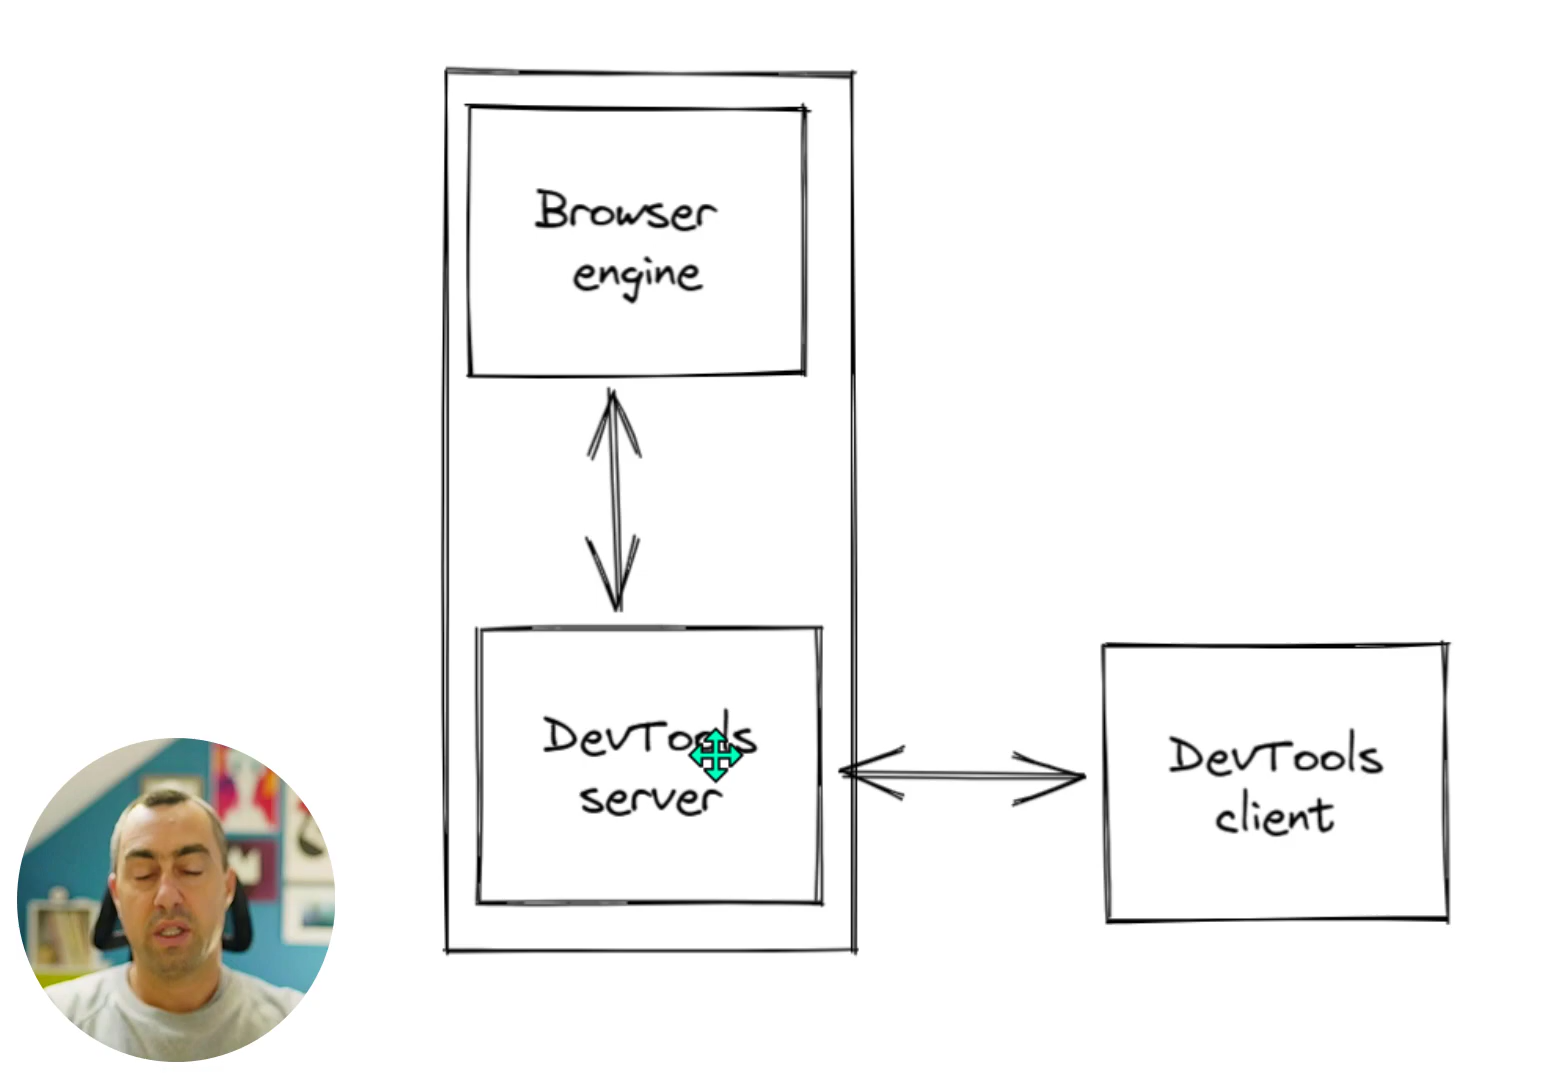 Browser
engine
DevTools
server
DevTools
client